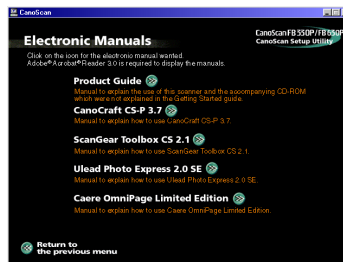 CanoScan
CanoScan FB 330P / FB 630P
CanoScan Setup Utility
Electronic Manuals
Click on the icon for the electronic manual wanted.
Adobe® Acrobat® Reader 3.0 is required to display the manuals.
Product Guide
Manual to explain the use of this scanner and the accompanying CD-ROM
which were not explained in the Getting Started guide.
CanoCraft CS-P 3.7
Manual to explain how to use CanoCraft CS-P 3.7.
ScanGear Toolbox CS 2.1
Manual to explain how to use ScanGear Toolbox CS 2.1.
Ulead Photo Express 2.0 SE
Manual to explain how to use Ulead Photo Express 2.0 SE.
Caere OmniPage Limited Edition
Manual to explain how to use Caere OmniPage Limited Edition.
Return to
the previous menu